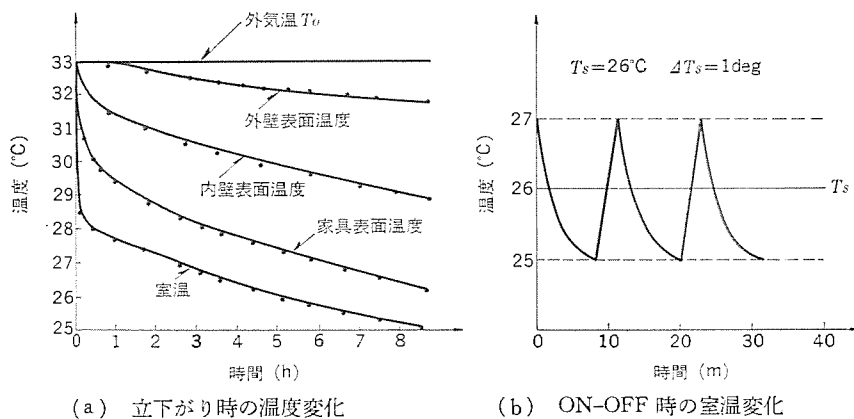 外気温 To
33
32
31
30
29
28
27
26
25
温度 (°C)
外壁表面温度
内壁表面温度
家具表面温度
室温
0 1 2 3 4 5 6 7 8
時間 (h)
(a) 立下がり時の温度変化
Ts=26°C ΔTs=1deg
27
26
25
温度 (°C)
Ts
0 10 20 30 40
時間 (m)
(b) ON-OFF 時の室温変化